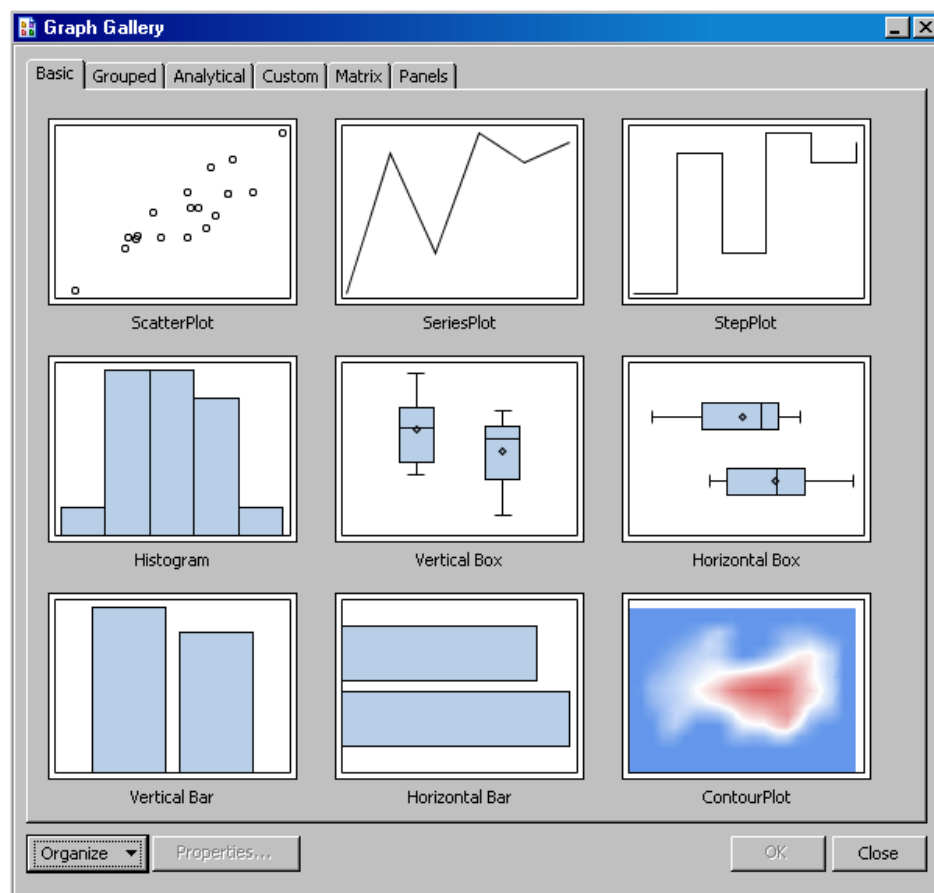 Graph Gallery
Basic Grouped Analytical Custom Matrix Panels
ScatterPlot SeriesPlot StepPlot
Histogram Vertical Box Horizontal Box
Vertical Bar Horizontal Bar ContourPlot
Organize Properties... OK Close